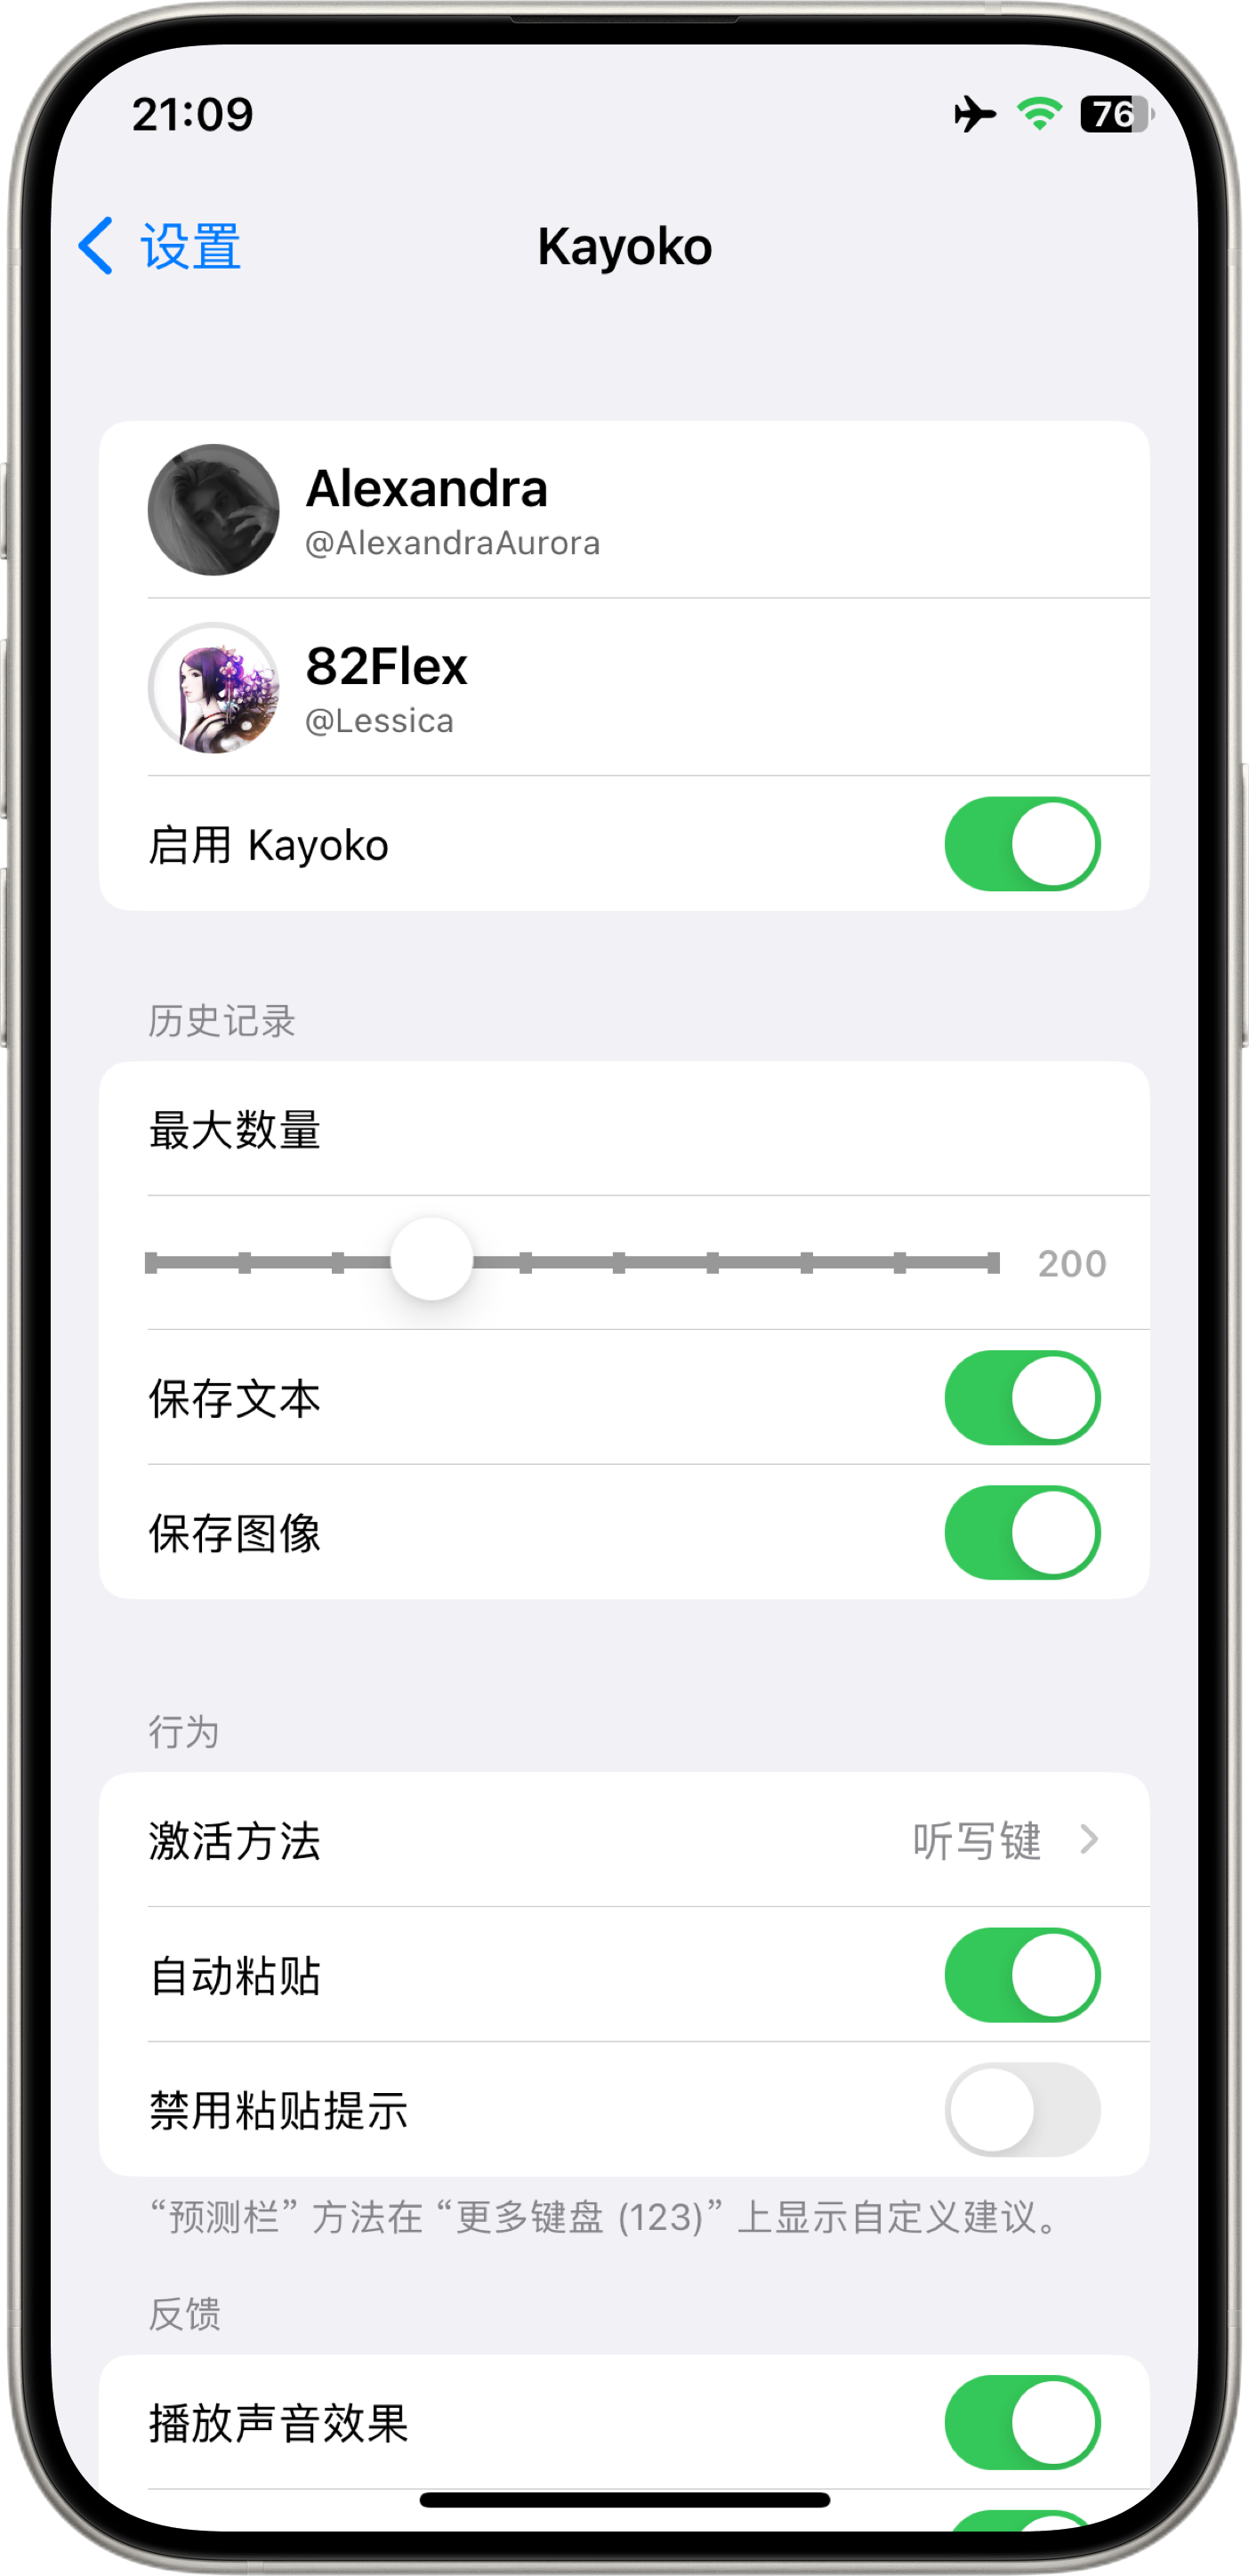 21:09
76
设置
Kayoko
Alexandra
@AlexandraAurora
82Flex
@Lessica
启用 Kayoko
历史记录
最大数量
200
保存文本
保存图像
行为
激活方法 听写键
自动粘贴
禁用粘贴提示
“预测栏” 方法在 “更多键盘 (123)” 上显示自定义建议。
反馈
播放声音效果